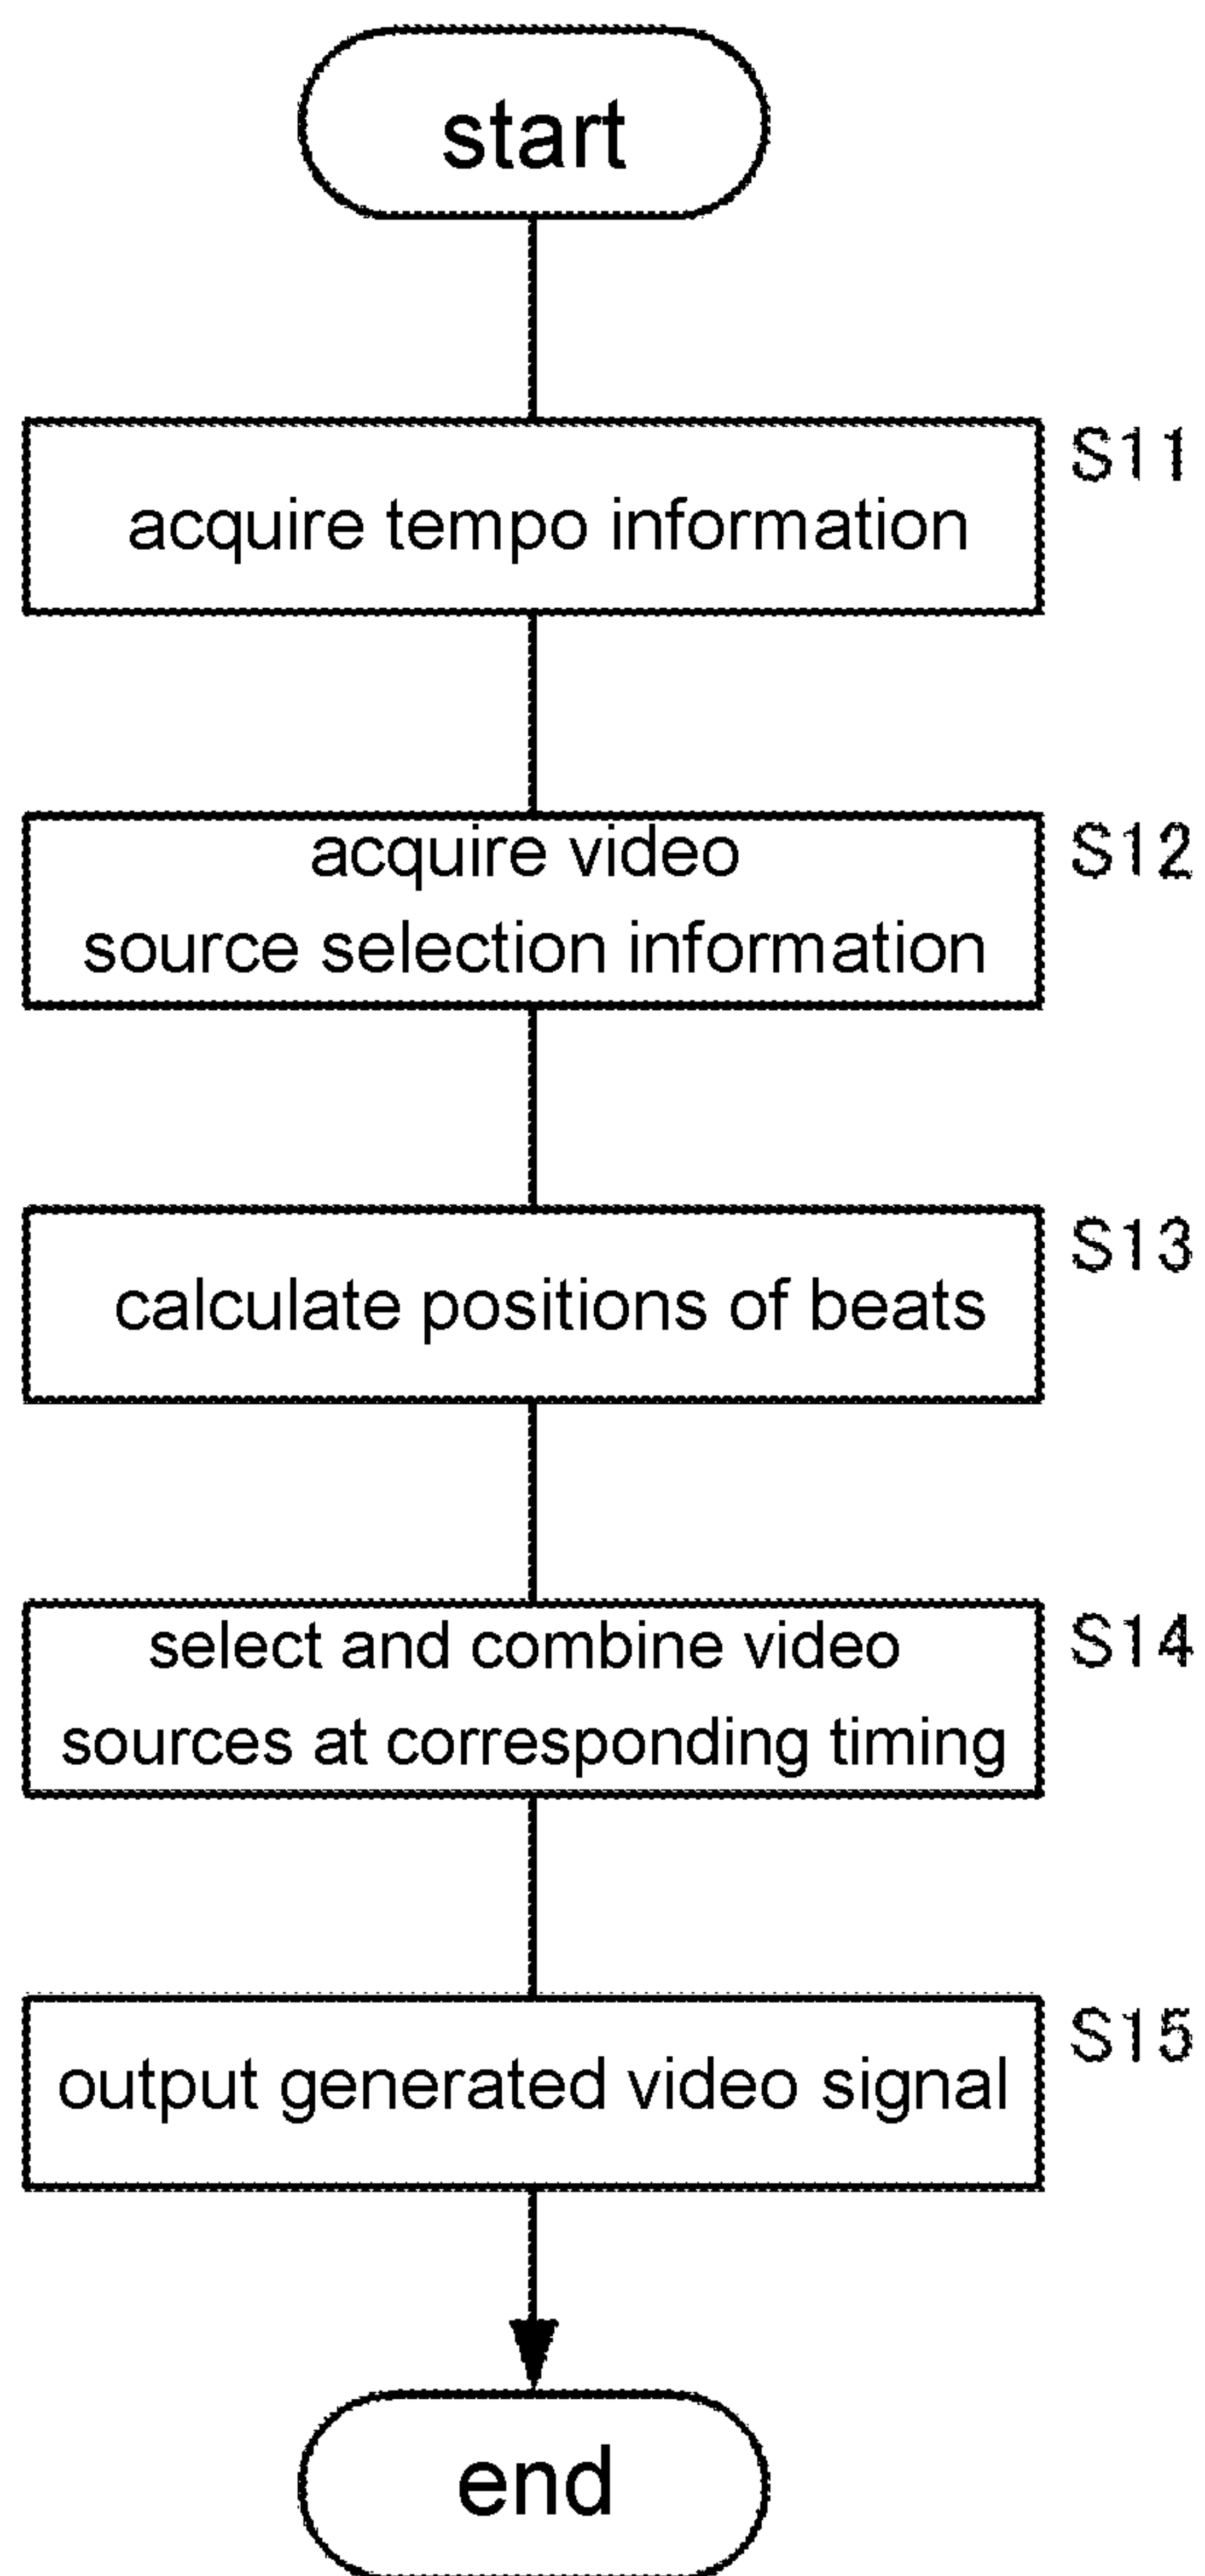 start
S11
acquire tempo information
S12
acquire video
source selection information
S13
calculate positions of beats
S14
select and combine video
sources at corresponding timing
S15
output generated video signal
end